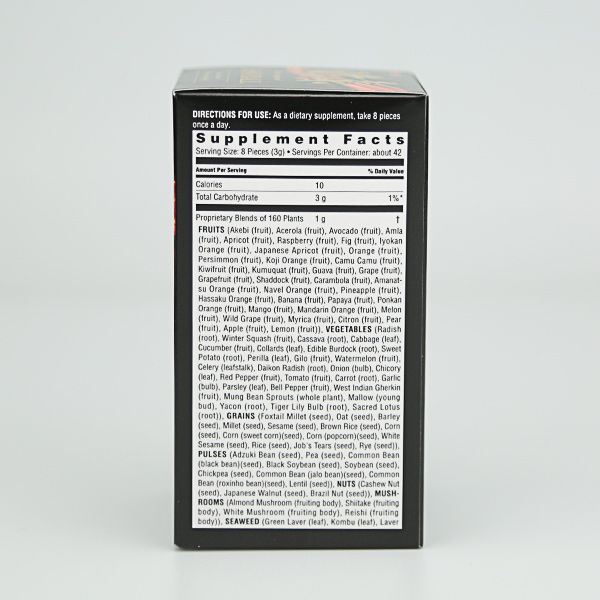 DIRECTIONS FOR USE: As a dietary supplement, take 8 pieces
once a day.
Supplement Facts
Serving Size: 8 Pieces (3g) • Servings Per Container: about 42
Amount Per Serving % Daily Value
Calories 10
Total Carbohydrate 3 g 1%*
Proprietary Blends of 160 Plants 1 g †
FRUITS (Akebi (fruit), Acerola (fruit), Avocado (fruit), Amla
(fruit), Apricot (fruit), Raspberry (fruit), Fig (fruit), Iyokan
Orange (fruit), Japanese Apricot (fruit), Orange (fruit),
Persimmon (fruit), Koji Orange (fruit), Camu Camu (fruit),
Kiwifruit (fruit), Kumuquat (fruit), Guava (fruit), Grape (fruit),
Grapefruit (fruit), Shaddock (fruit), Carambola (fruit), Amanat-
su Orange (fruit), Navel Orange (fruit), Pineapple (fruit),
Hassaku Orange (fruit), Banana (fruit), Papaya (fruit), Ponkan
Orange (fruit), Mango (fruit), Mandarin Orange (fruit), Melon
(fruit), Wild Grape (fruit), Myrica (fruit), Citron (fruit), Pear
(fruit), Apple (fruit), Lemon (fruit)), VEGETABLES (Radish
(root), Winter Squash (fruit), Cassava (root), Cabbage (leaf),
Cucumber (fruit), Collards (leaf), Edible Burdock (root), Sweet
Potato (root), Perilla (leaf), Gilo (fruit), Watermelon (fruit),
Celery (leafstalk), Daikon Radish (root), Onion (bulb), Chicory
(leaf), Red Pepper (fruit), Tomato (fruit), Carrot (root), Garlic
(bulb), Parsley (leaf), Bell Pepper (fruit), West Indian Gherkin
(fruit), Mung Bean Sprouts (whole plant), Mallow (young
bud), Yacon (root), Tiger Lily Bulb (root), Sacred Lotus
(root)), GRAINS (Foxtail Millet (seed), Oat (seed), Barley
(seed), Millet (seed), Sesame (seed), Brown Rice (seed), Corn
(seed), Corn (sweet corn)(seed), Corn (popcorn)(seed), White
Sesame (seed), Rice (seed), Job's Tears (seed), Rye (seed)),
PULSES (Adzuki Bean (seed), Pea (seed), Common Bean
(black bean)(seed), Black Soybean (seed), Soybean (seed),
Chickpea (seed), Common Bean (jalo bean)(seed), Common
Bean (roxinho bean)(seed), Lentil (seed)), NUTS (Cashew Nut
(seed), Japanese Walnut (seed), Brazil Nut (seed)), MUSH-
ROOMS (Almond Mushroom (fruiting body), Shiitake (fruiting
body), White Mushroom (fruiting body), Reishi (fruiting
body)), SEAWEED (Green Laver (leaf), Kombu (leaf), Laver